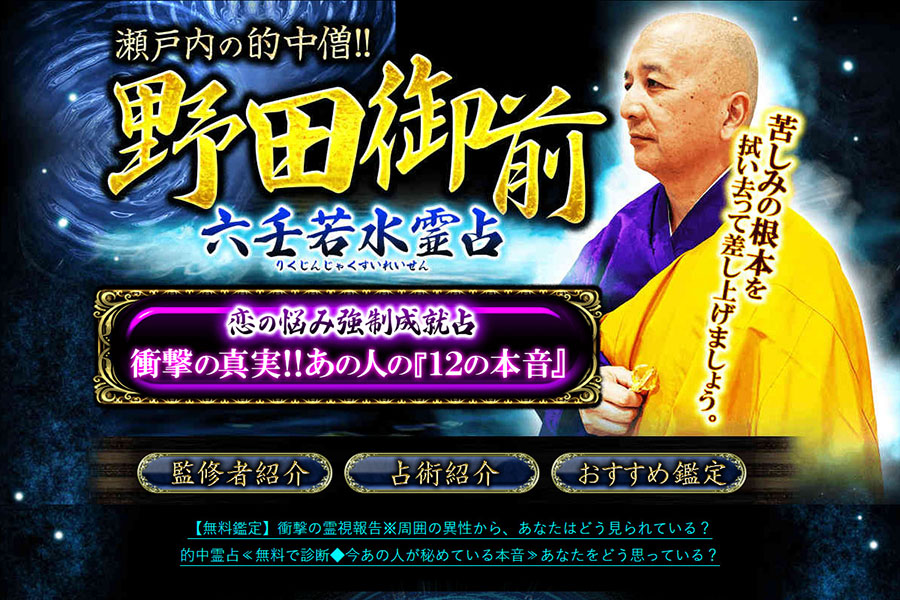 瀬戸内の的中僧!!
野田御前
六壬若水霊占
りくじんじゃくすいれいせん
苦しみの根本を
拭い去って差し上げましょう。
恋の悩み強制成就占
衝撃の真実!!あの人の『12の本音』
監修者紹介
占術紹介
おすすめ鑑定
【無料鑑定】衝撃の霊視報告※周囲の異性から、あなたはどう見られている？
的中霊占≪無料で診断◆今あの人が秘めている本音≫あなたをどう思っている？